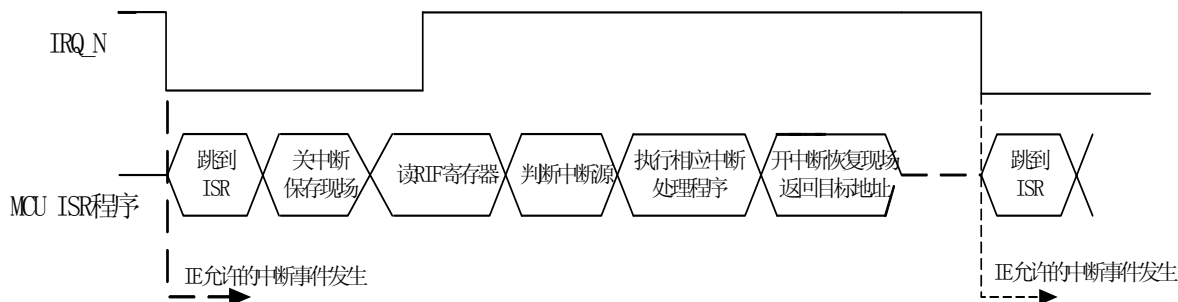 IRQ_N
MCU ISR程序
跳到
ISR
关中断
保存现场
读RIF寄存器
判断中断源
执行相应中断
处理程序
开中断恢复现场
返回目标地址
跳到
ISR
IE允许的中断事件发生
IE允许的中断事件发生